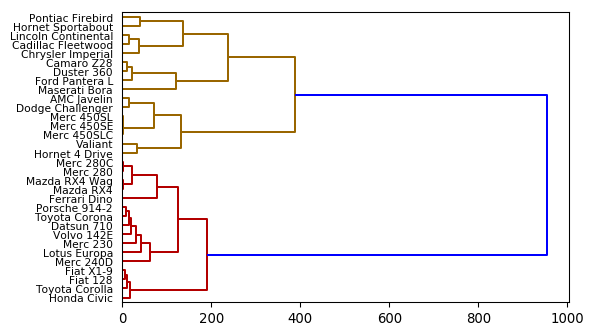 Pontiac Firebird
Hornet Sportabout
Lincoln Continental
Cadillac Fleetwood
Chrysler Imperial
Camaro Z28
Duster 360
Ford Pantera L
Maserati Bora
AMC Javelin
Dodge Challenger
Merc 450SL
Merc 450SE
Merc 450SLC
Valiant
Hornet 4 Drive
Merc 280C
Merc 280
Mazda RX4 Wag
Mazda RX4
Ferrari Dino
Porsche 914-2
Toyota Corona
Datsun 710
Volvo 142E
Merc 230
Lotus Europa
Merc 240D
Fiat X1-9
Fiat 128
Toyota Corolla
Honda Civic
0 200 400 600 800 1000